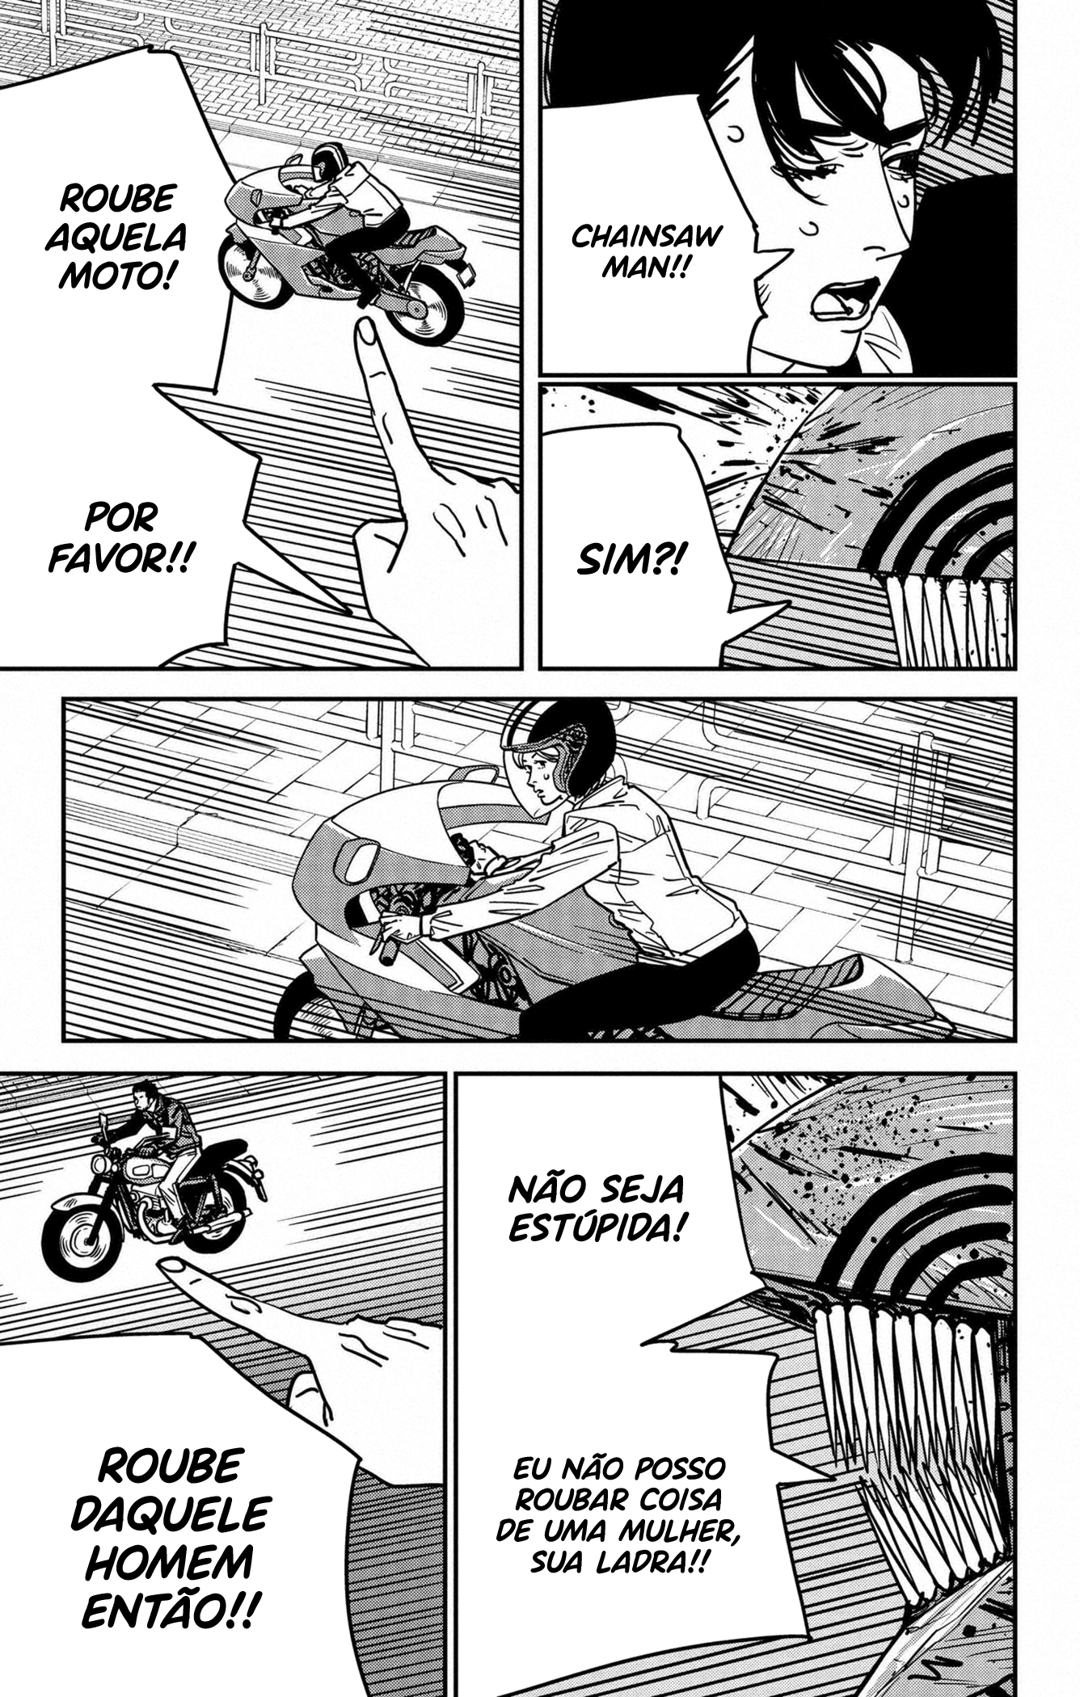 CHAINSAW
MAN!!
SIM?!
ROUBE
AQUELA
MOTO!
POR
FAVOR!!
NÃO SEJA
ESTÚPIDA!
EU NÃO POSSO
ROUBAR COISA
DE UMA MULHER,
SUA LADRA!!
ROUBE
DAQUELE
HOMEM
ENTÃO!!